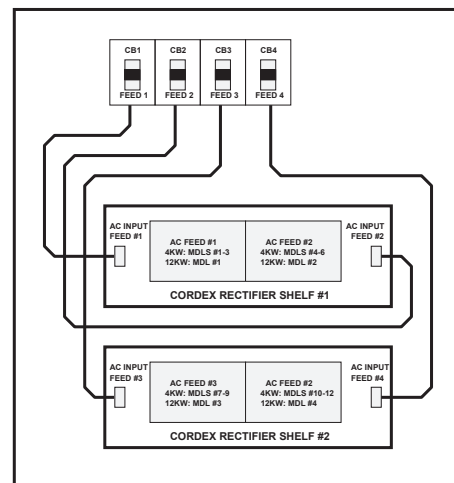 CB1 CB2 CB3 CB4
FEED 1 FEED 2 FEED 3 FEED 4
AC INPUT
FEED #1
AC FEED #1
4KW: MDLS #1-3
12KW: MDL #1
AC FEED #2
4KW: MDLS #4-6
12KW: MDL #2
AC INPUT
FEED #2
CORDEX RECTIFIER SHELF #1
AC INPUT
FEED #3
AC FEED #3
4KW: MDLS #7-9
12KW: MDL #3
AC FEED #2
4KW: MDLS #10-12
12KW: MDL #4
AC INPUT
FEED #4
CORDEX RECTIFIER SHELF #2